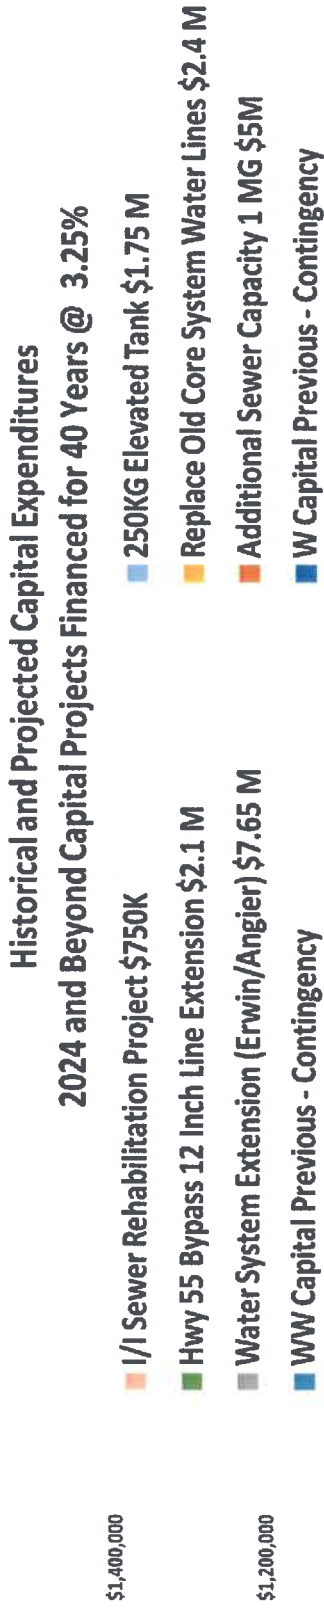 Historical and Projected Capital Expenditures
2024 and Beyond Capital Projects Financed for 40 Years @ 3.25%
I/I Sewer Rehabilitation Project $750K
250KG Elevated Tank $1.75 M
Hwy 55 Bypass 12 Inch Line Extension $2.1 M
Replace Old Core System Water Lines $2.4 M
Water System Extension (Erwin/Angier) $7.65 M
Additional Sewer Capacity 1 MG $5M
WW Capital Previous - Contingency
W Capital Previous - Contingency
$1,400,000
$1,200,000